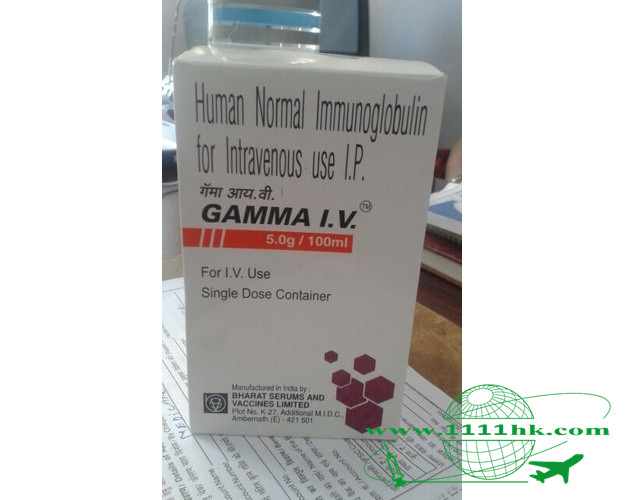 Human Normal Immunoglobulin
for Intravenous use I.P.
गॅमा आय.वी.
GAMMA I.V.™
5.0g / 100ml
For I.V. Use
Single Dose Container
Manufactured in India by :
BHARAT SERUMS AND
VACCINES LIMITED
Plot No. K-27, Additional M.I.D.C.,
Ambernath (E) - 421 501
www.1111hk.com